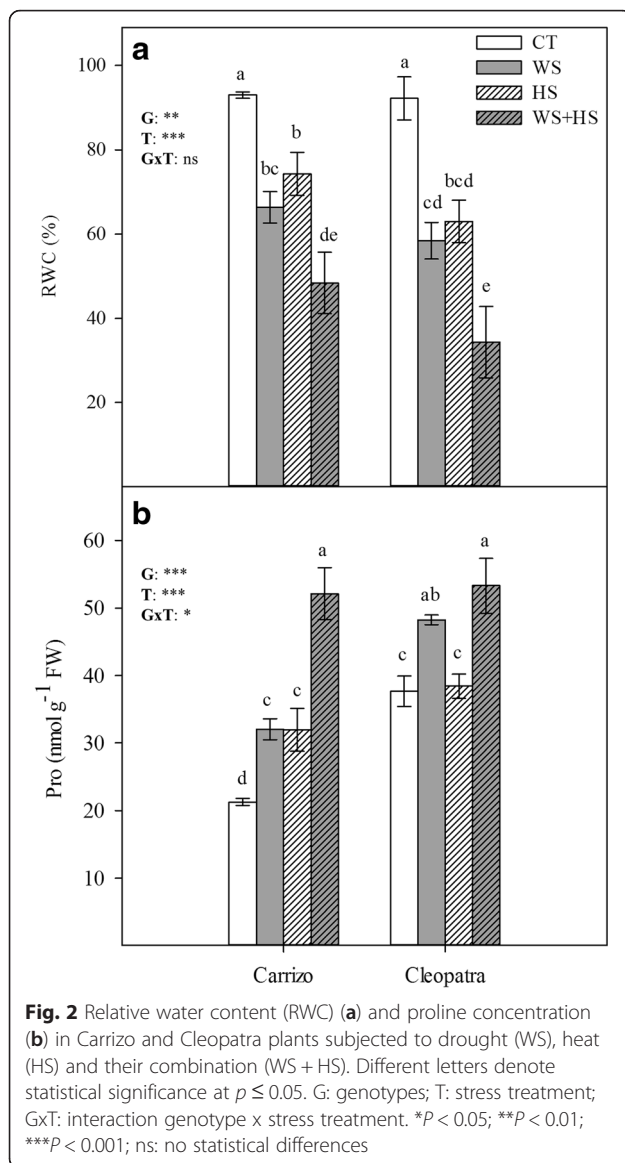 a
CT
WS
HS
WS+HS
G: **
T: ***
GxT: ns
100
80
60
40
20
RWC (%)
a
bc
b
de
a
cd
bcd
e
b
G: ***
T: ***
GxT: *
60
50
40
30
20
10
Pro (nmol g⁻¹ FW)
d
c
c
a
c
ab
c
a
Carrizo
Cleopatra
Fig. 2 Relative water content (RWC) (a) and proline concentration
(b) in Carrizo and Cleopatra plants subjected to drought (WS), heat
(HS) and their combination (WS + HS). Different letters denote
statistical significance at p ≤ 0.05. G: genotypes; T: stress treatment;
GxT: interaction genotype x stress treatment. *P < 0.05; **P < 0.01;
***P < 0.001; ns: no statistical differences